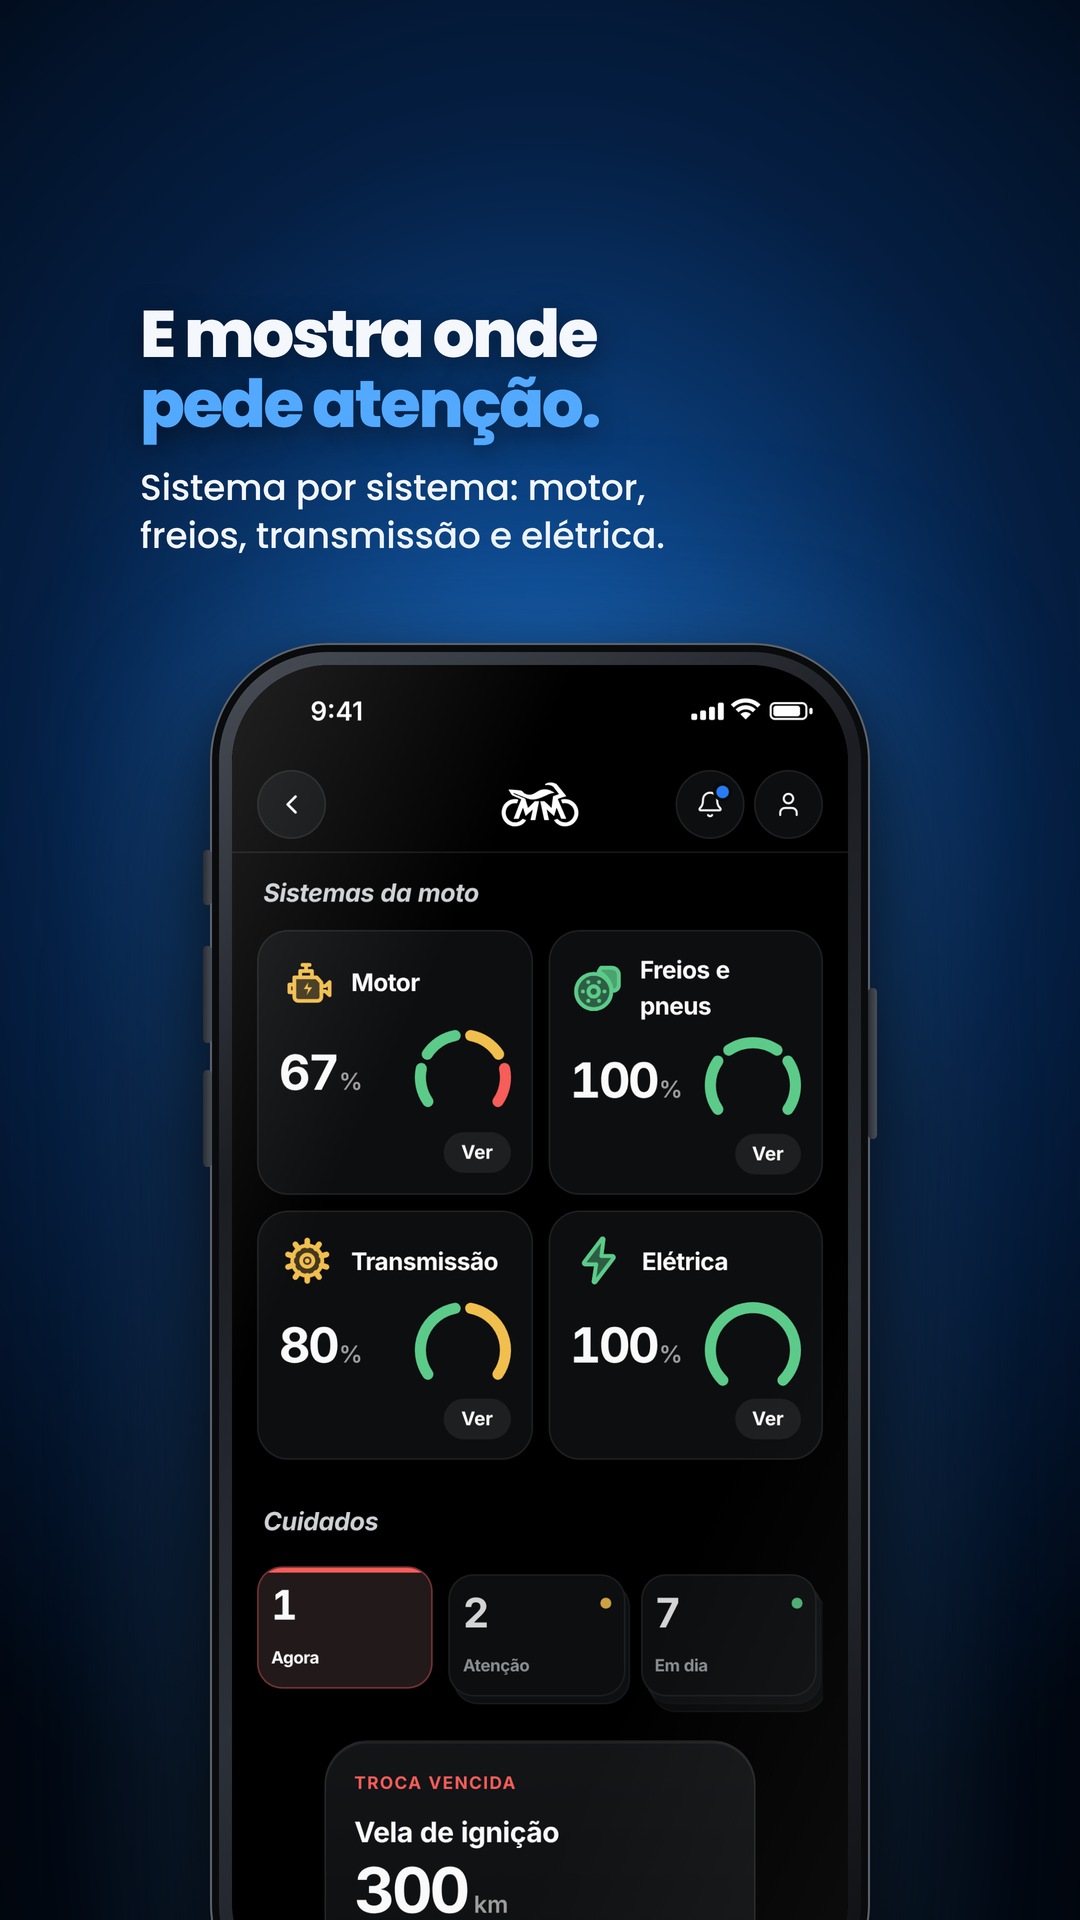 E mostra onde
pede atenção.
Sistema por sistema: motor,
freios, transmissão e elétrica.
9:41
MM
Sistemas da moto
Motor
67%
Ver
Freios e
pneus
100%
Ver
Transmissão
80%
Ver
Elétrica
100%
Ver
Cuidados
1
Agora
2
Atenção
7
Em dia
TROCA VENCIDA
Vela de ignição
300 km